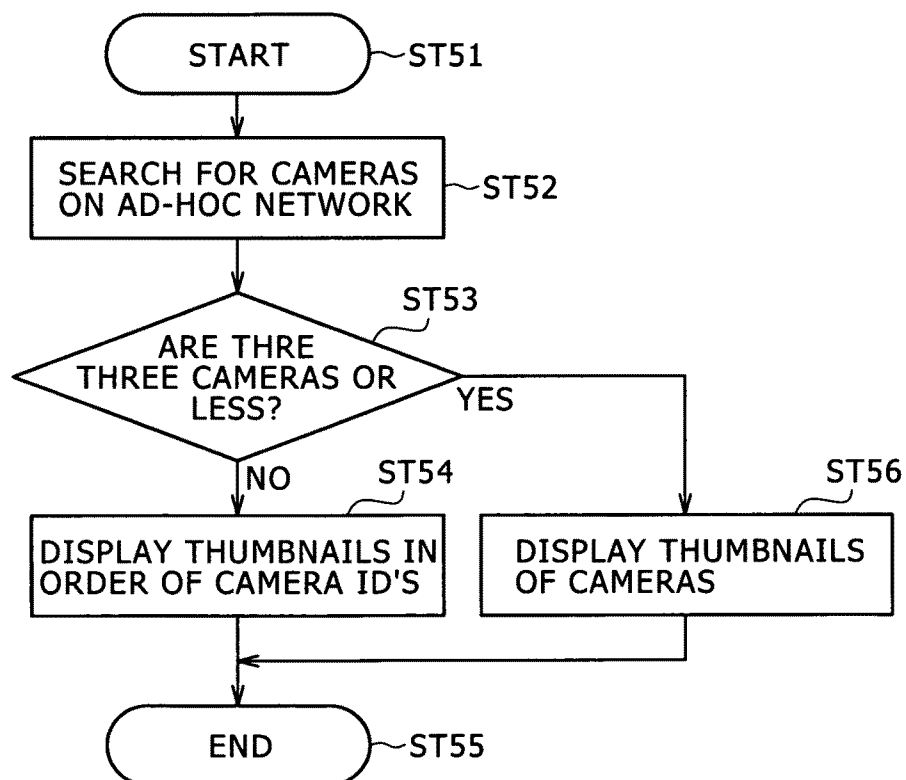 START
ST51
SEARCH FOR CAMERAS
ON AD-HOC NETWORK
ST52
ST53
ARE THRE
THREE CAMERAS OR
LESS?
YES
NO
ST54
ST56
DISPLAY THUMBNAILS IN
ORDER OF CAMERA ID'S
DISPLAY THUMBNAILS
OF CAMERAS
END
ST55